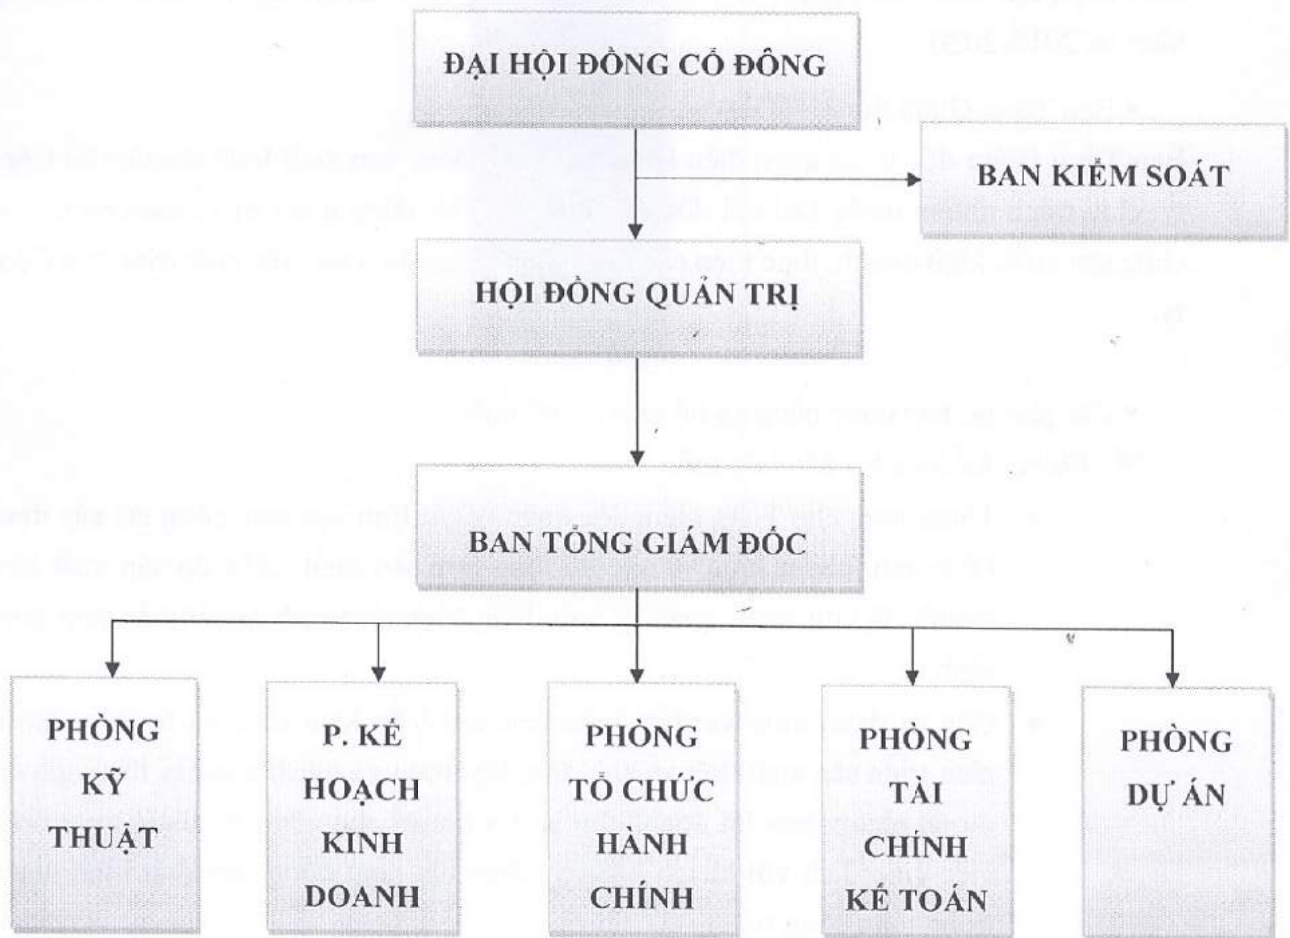 ĐẠI HỘI ĐỒNG CỔ ĐÔNG
BAN KIỂM SOÁT
HỘI ĐỒNG QUẢN TRỊ
BAN TỔNG GIÁM ĐỐC
PHÒNG
KỸ
THUẬT
P. KẾ
HOẠCH
KINH
DOANH
PHÒNG
TỔ CHỨC
HÀNH
CHÍNH
PHÒNG
TÀI
CHÍNH
KẾ TOÁN
PHÒNG
DỰ ÁN